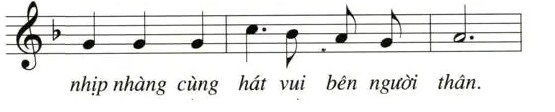 nhịp nhàng cùng hát vui bên người thân.